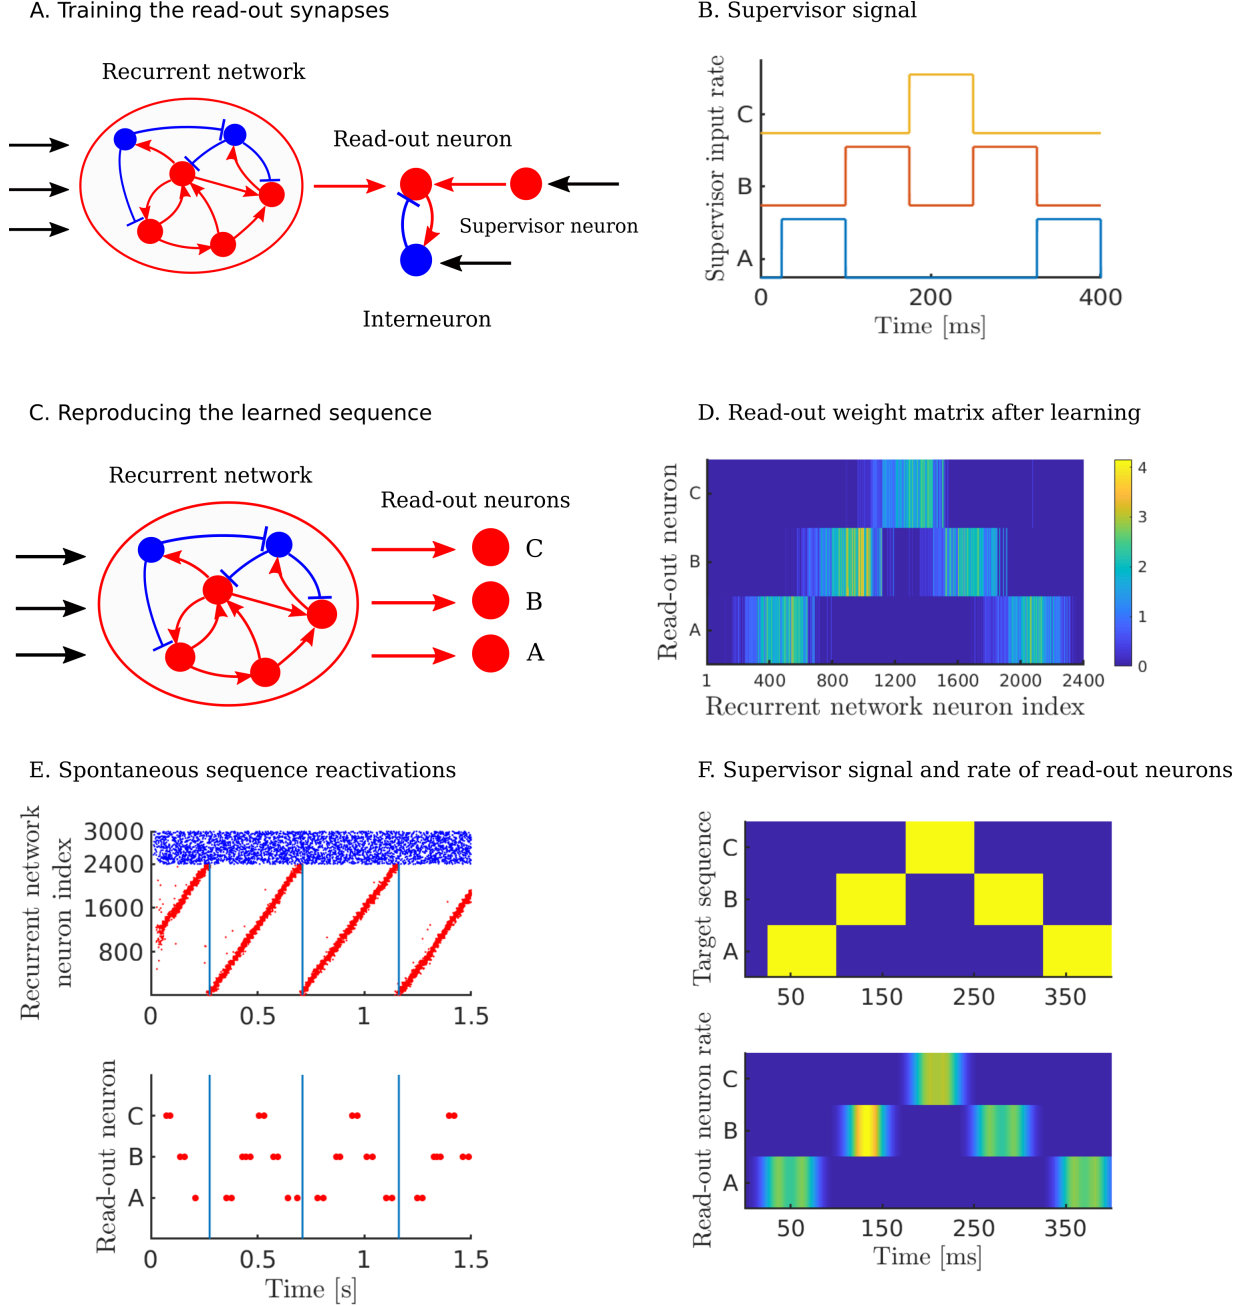 A. Training the read-out synapses
Recurrent network
Read-out neuron
Supervisor neuron
Interneuron
B. Supervisor signal
Supervisor input rate
C
B
A
0 200 400
Time [ms]
C. Reproducing the learned sequence
Recurrent network
Read-out neurons
C
B
A
D. Read-out weight matrix after learning
Read-out neuron
C
B
A
1 400 800 1200 1600 2000 2400
Recurrent network neuron index
4
3
2
1
0
E. Spontaneous sequence reactivations
Recurrent network
neuron index
3000
2400
1600
800
0 0.5 1 1.5
Read-out neuron
C
B
A
0 0.5 1 1.5
Time [s]
F. Supervisor signal and rate of read-out neurons
Target sequence
C
B
A
50 150 250 350
Read-out neuron rate
C
B
A
50 150 250 350
Time [ms]